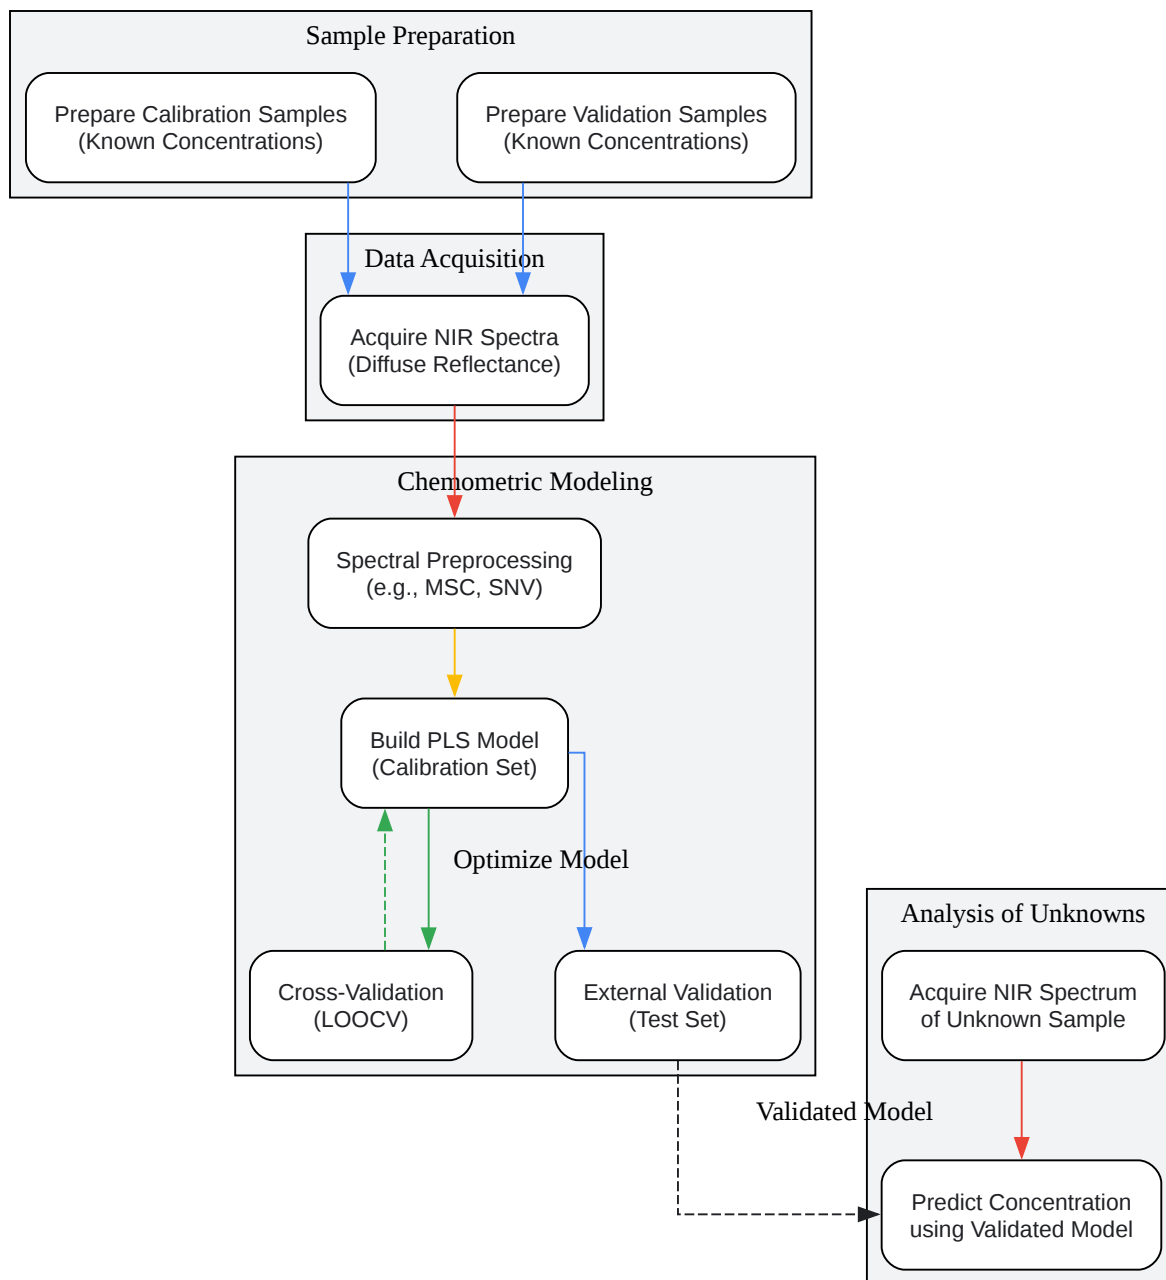 Sample Preparation
Prepare Calibration Samples
(Known Concentrations)
Prepare Validation Samples
(Known Concentrations)
Data Acquisition
Acquire NIR Spectra
(Diffuse Reflectance)
Chemometric Modeling
Spectral Preprocessing
(e.g., MSC, SNV)
Build PLS Model
(Calibration Set)
Optimize Model
Cross-Validation
(LOOCV)
External Validation
(Test Set)
Analysis of Unknowns
Acquire NIR Spectrum
of Unknown Sample
Validated Model
Predict Concentration
using Validated Model